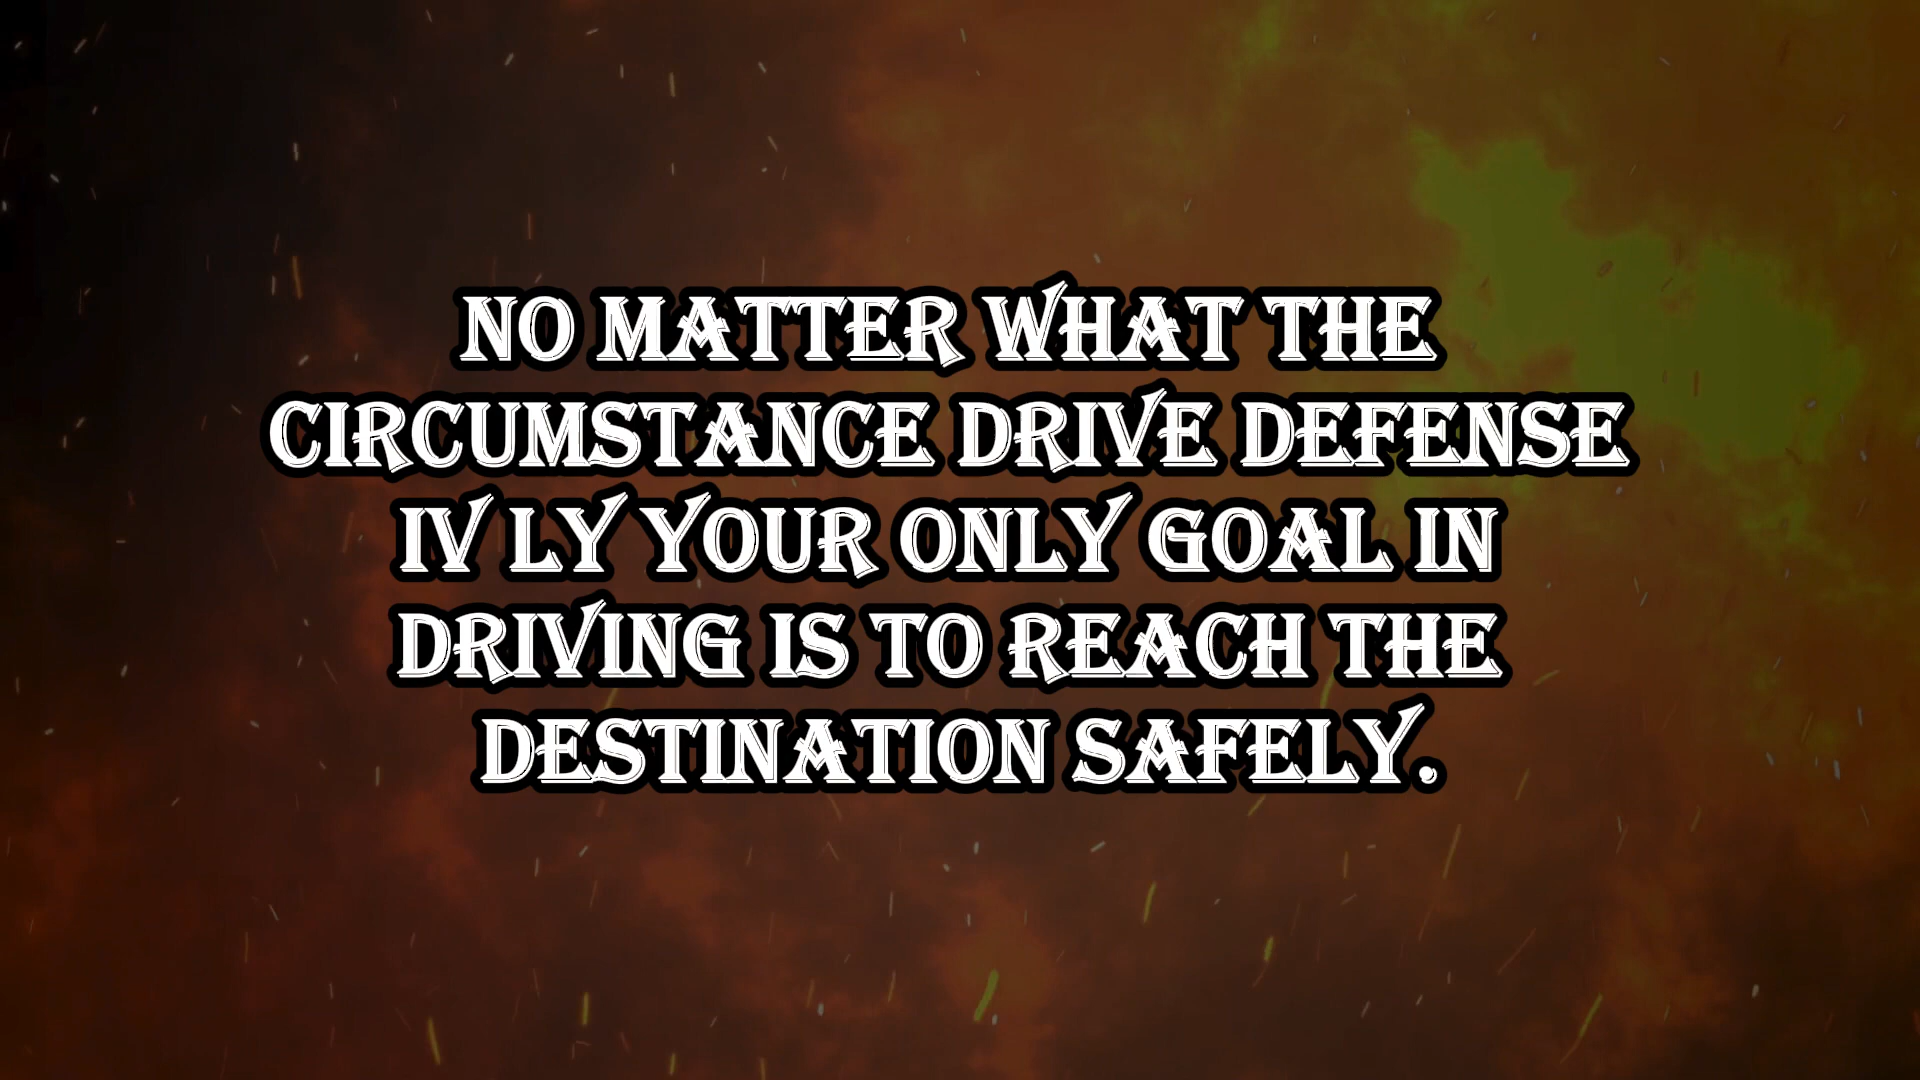 NO MATTER WHAT THE
CIRCUMSTANCE DRIVE DEFENSE
IV LY YOUR ONLY GOAL IN
DRIVING IS TO REACH THE
DESTINATION SAFELY.